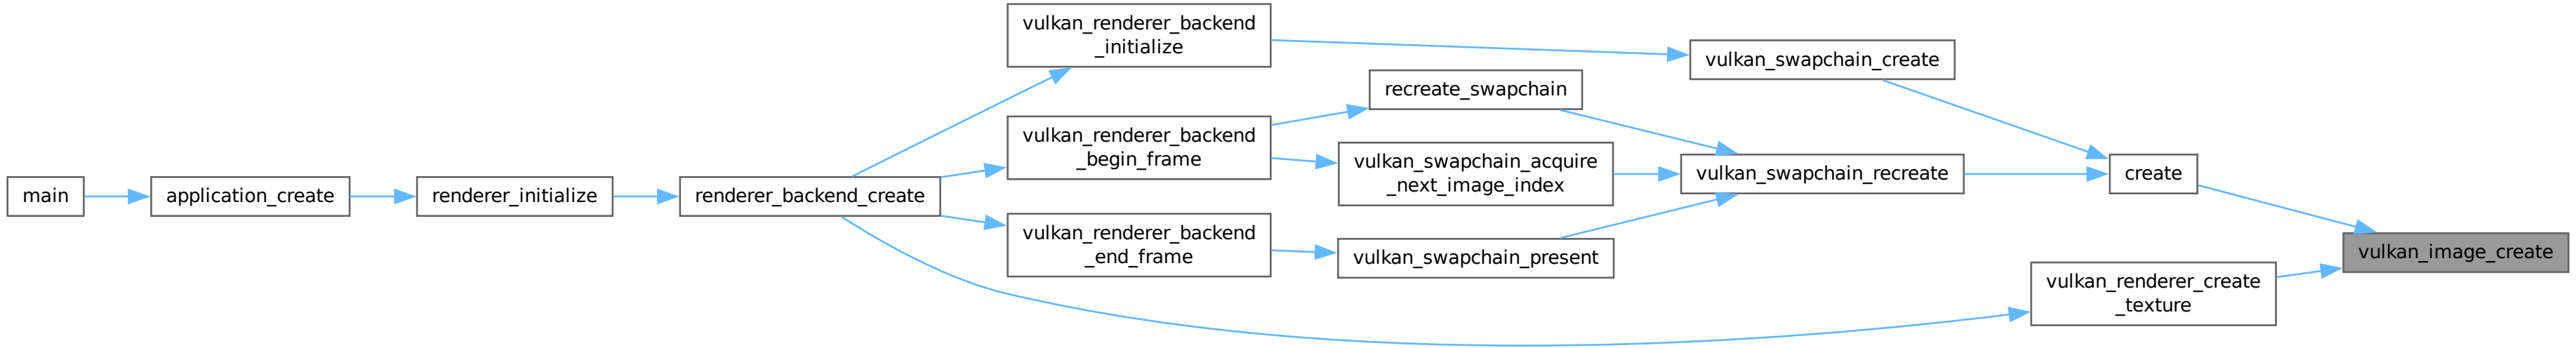 main
application_create
renderer_initialize
renderer_backend_create
vulkan_renderer_backend
_initialize
vulkan_renderer_backend
_begin_frame
vulkan_renderer_backend
_end_frame
recreate_swapchain
vulkan_swapchain_acquire
_next_image_index
vulkan_swapchain_present
vulkan_swapchain_create
vulkan_swapchain_recreate
create
vulkan_renderer_create
_texture
vulkan_image_create